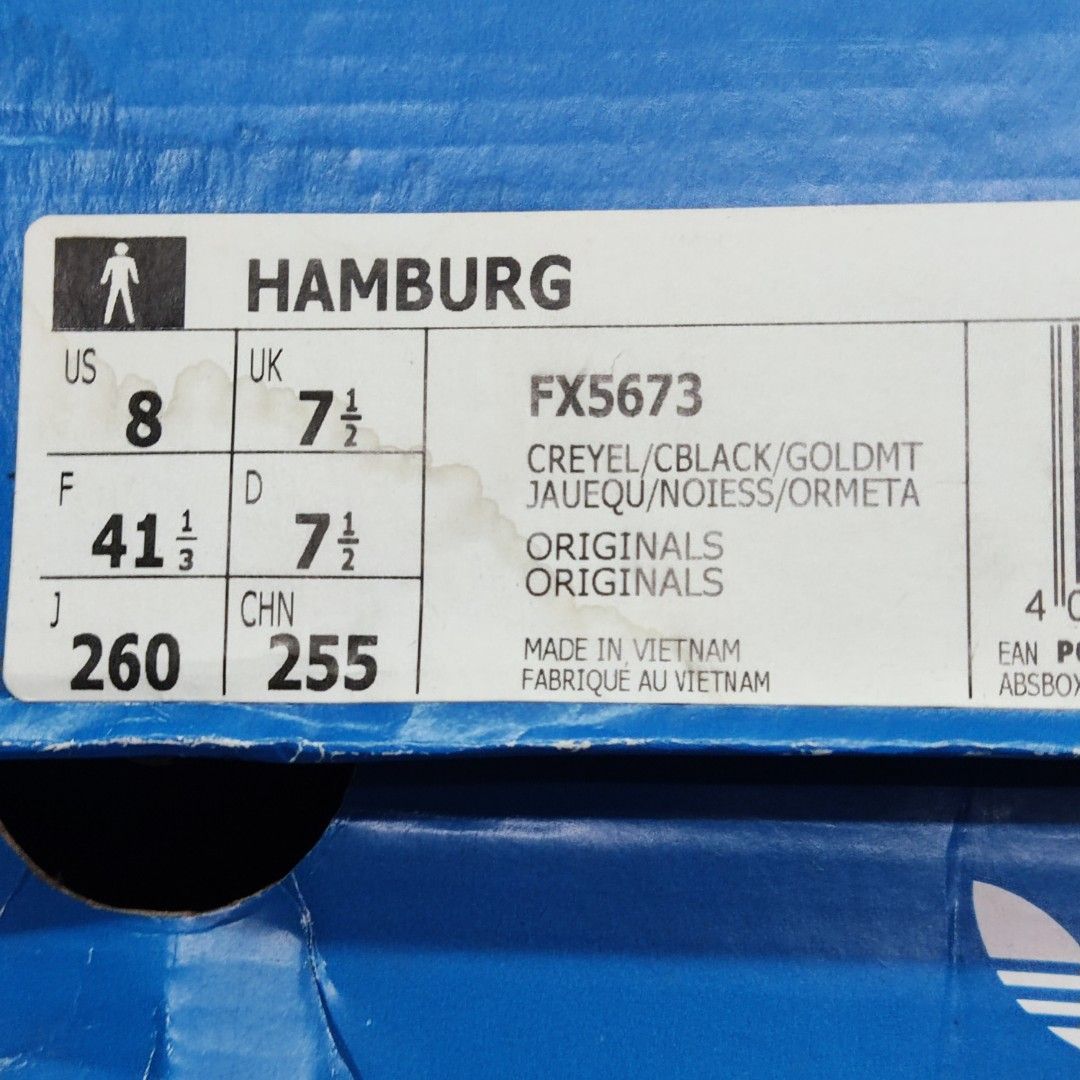 HAMBURG
US 8
UK 7 1/2
F 41 1/3
D 7 1/2
J 260
CHN 255
FX5673
CREYEL/CBLACK/GOLDMT
JAUEQU/NOIESS/ORMETA
ORIGINALS
ORIGINALS
MADE IN VIETNAM
FABRIQUE AU VIETNAM
4
EAN
ABSBOX